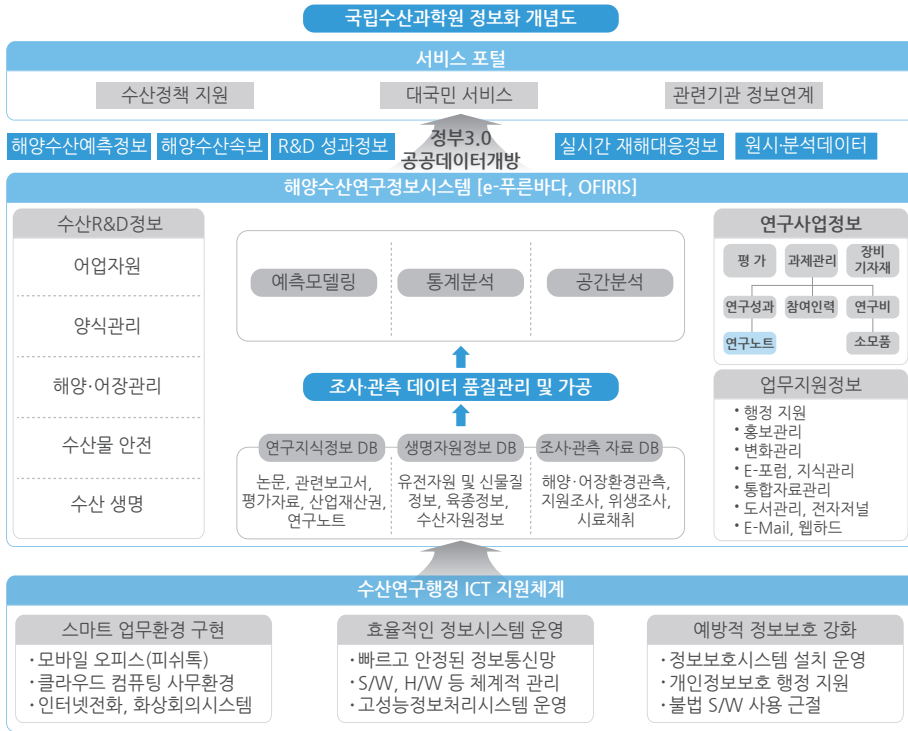 국립수산과학원 정보화 개념도
서비스 포털
수산정책 지원
대국민 서비스
관련기관 정보연계
해양수산예측정보
해양수산속보
R&D 성과정보
정부3.0
공공데이터개방
실시간 재해대응정보
원시·분석데이터
해양수산연구정보시스템 [e-푸른바다, OFIRIS]
수산R&D정보
어업자원
양식관리
해양·어장관리
수산물 안전
수산 생명
예측모델링
통계분석
공간분석
조사·관측 데이터 품질관리 및 가공
연구지식정보 DB
논문, 관련보고서,
평가자료, 산업재산권,
연구노트
생명자원정보 DB
유전자원 및 신물질
정보, 육종정보,
수산자원정보
조사·관측 자료 DB
해양·어장환경관측,
지원조사, 위생조사,
시료채취
연구사업정보
평 가
과제관리
장비
기자재
연구성과
참여인력
연구비
연구노트
소모품
업무지원정보
• 행정 지원
• 홍보관리
• 변화관리
• E-포럼, 지식관리
• 통합자료관리
• 도서관리, 전자저널
• E-Mail, 웹하드
수산연구행정 ICT 지원체계
스마트 업무환경 구현
·모바일 오피스(피쉬톡)
·클라우드 컴퓨팅 사무환경
·인터넷전화, 화상회의시스템
효율적인 정보시스템 운영
·빠르고 안정된 정보통신망
·S/W, H/W 등 체계적 관리
·고성능정보처리시스템 운영
예방적 정보보호 강화
·정보보호시스템 설치 운영
·개인정보보호 행정 지원
·불법 S/W 사용 근절